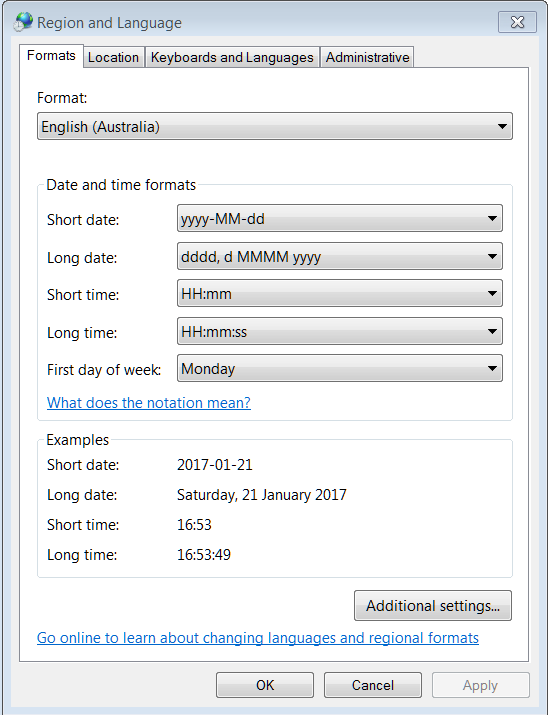 Region and Language
Formats Location Keyboards and Languages Administrative
Format:
English (Australia)
Date and time formats
Short date: yyyy-MM-dd
Long date: dddd, d MMMM yyyy
Short time: HH:mm
Long time: HH:mm:ss
First day of week: Monday
What does the notation mean?
Examples
Short date: 2017-01-21
Long date: Saturday, 21 January 2017
Short time: 16:53
Long time: 16:53:49
Additional settings...
Go online to learn about changing languages and regional formats
OK Cancel Apply